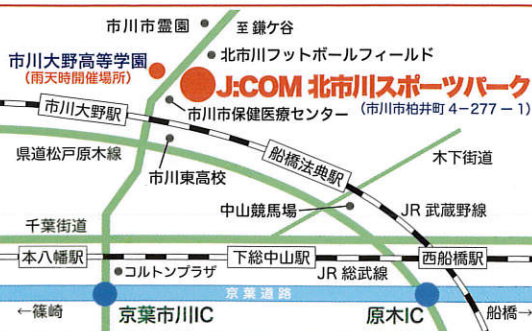 市川市霊園
至 鎌ケ谷
市川大野高等学園
(雨天時開催場所)
北市川フットボールフィールド
J:COM 北市川スポーツパーク
(市川市柏井町4-277-1)
市川大野駅
市川市保健医療センター
県道松戸原木線
市川東高校
船橋法典駅
木下街道
中山競馬場
JR 武蔵野線
千葉街道
本八幡駅
下総中山駅
西船橋駅
コルトンプラザ
JR 総武線
京葉道路
←篠崎
京葉市川IC
原木IC
船橋→